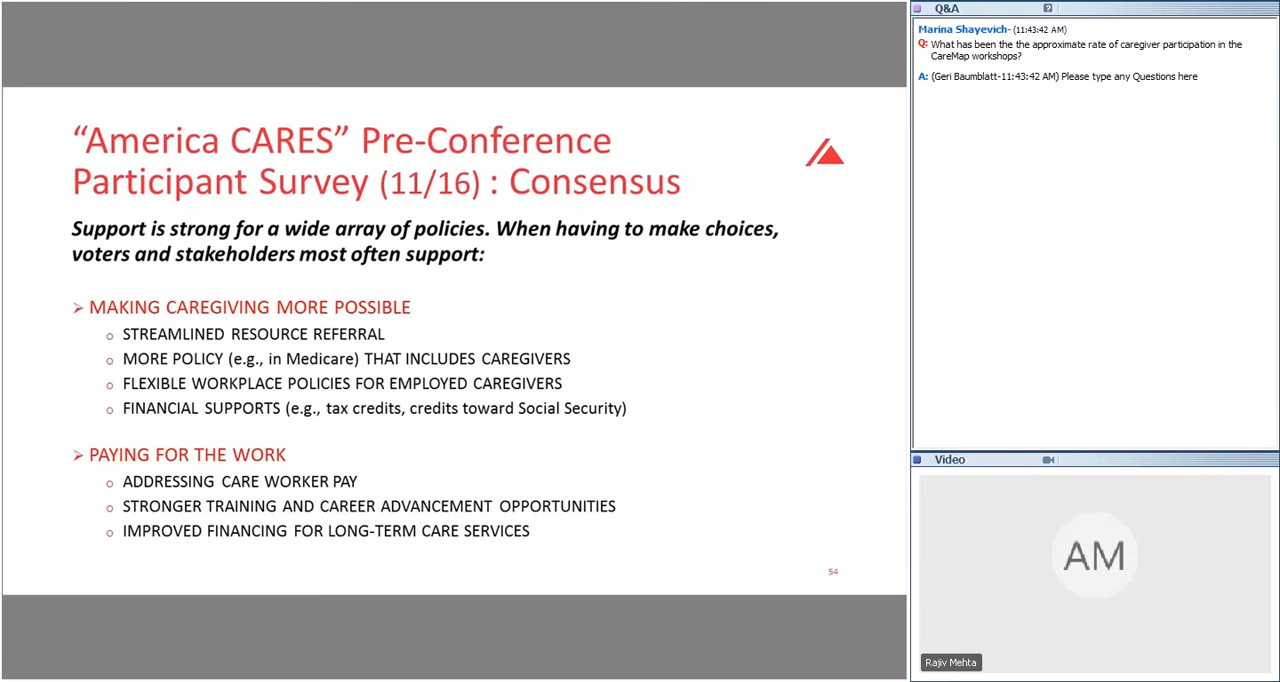 “America CARES” Pre-Conference
Participant Survey (11/16) : Consensus
Support is strong for a wide array of policies. When having to make choices,
voters and stakeholders most often support:
➢ MAKING CAREGIVING MORE POSSIBLE
o STREAMLINED RESOURCE REFERRAL
o MORE POLICY (e.g., in Medicare) THAT INCLUDES CAREGIVERS
o FLEXIBLE WORKPLACE POLICIES FOR EMPLOYED CAREGIVERS
o FINANCIAL SUPPORTS (e.g., tax credits, credits toward Social Security)
➢ PAYING FOR THE WORK
o ADDRESSING CARE WORKER PAY
o STRONGER TRAINING AND CAREER ADVANCEMENT OPPORTUNITIES
o IMPROVED FINANCING FOR LONG-TERM CARE SERVICES
54
Q&A
?
Marina Shayevich- (11:43:42 AM)
Q: What has been the the approximate rate of caregiver participation in the
CareMap workshops?
A: (Geri Baumblatt-11:43:42 AM) Please type any Questions here
Video
AM
Rajiv Mehta